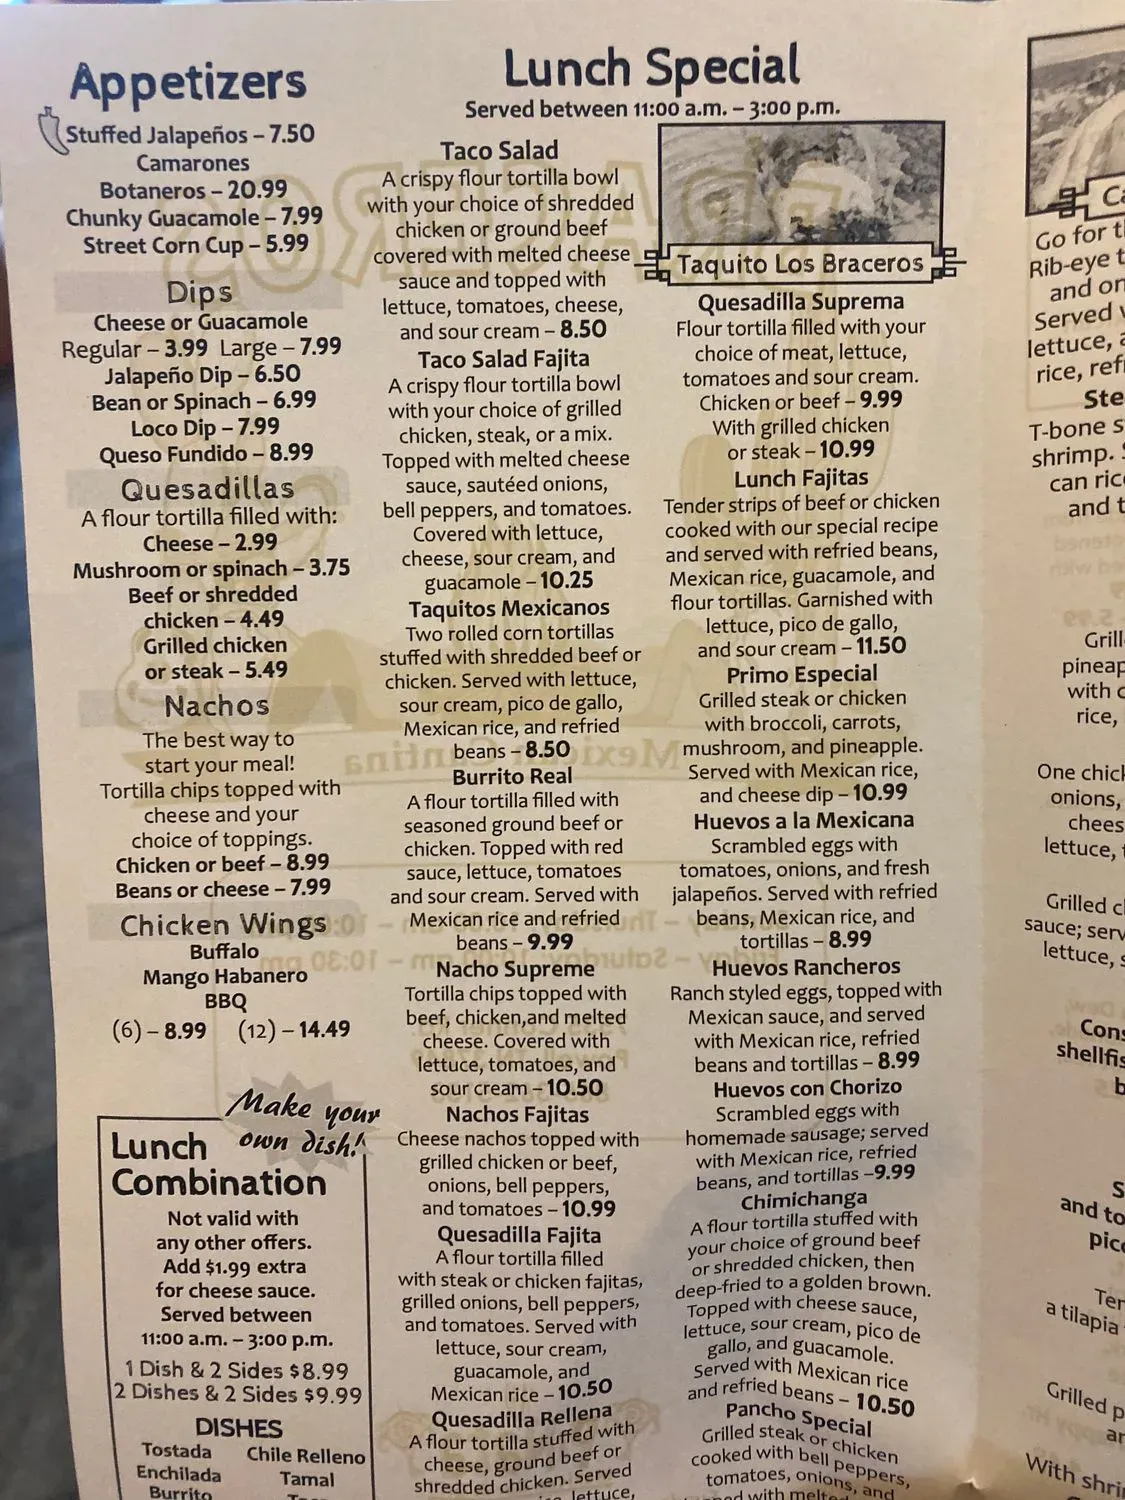 Appetizers
Stuffed Jalapeños – 7.50
Camarones
Botaneros – 20.99
Chunky Guacamole – 7.99
Street Corn Cup – 5.99
Dips
Cheese or Guacamole
Regular – 3.99 Large – 7.99
Jalapeño Dip – 6.50
Bean or Spinach – 6.99
Loco Dip – 7.99
Queso Fundido – 8.99
Quesadillas
A flour tortilla filled with:
Cheese – 2.99
Mushroom or spinach – 3.75
Beef or shredded
chicken – 4.49
Grilled chicken
or steak – 5.49
Nachos
The best way to
start your meal!
Tortilla chips topped with
cheese and your
choice of toppings.
Chicken or beef – 8.99
Beans or cheese – 7.99
Chicken Wings
Buffalo
Mango Habanero
BBQ
(6) – 8.99 (12) – 14.49
Make your
own dish!
Lunch
Combination
Not valid with
any other offers.
Add $1.99 extra
for cheese sauce.
Served between
11:00 a.m. – 3:00 p.m.
1 Dish & 2 Sides $8.99
2 Dishes & 2 Sides $9.99
DISHES
Tostada Chile Relleno
Enchilada Tamal
Burrito
Lunch Special
Served between 11:00 a.m. – 3:00 p.m.
Taco Salad
A crispy flour tortilla bowl
with your choice of shredded
chicken or ground beef
covered with melted cheese
sauce and topped with
lettuce, tomatoes, cheese,
and sour cream – 8.50
Taco Salad Fajita
A crispy flour tortilla bowl
with your choice of grilled
chicken, steak, or a mix.
Topped with melted cheese
sauce, sautéed onions,
bell peppers, and tomatoes.
Covered with lettuce,
cheese, sour cream, and
guacamole – 10.25
Taquitos Mexicanos
Two rolled corn tortillas
stuffed with shredded beef or
chicken. Served with lettuce,
sour cream, pico de gallo,
Mexican rice, and refried
beans – 8.50
Burrito Real
A flour tortilla filled with
seasoned ground beef or
chicken. Topped with red
sauce, lettuce, tomatoes
and sour cream. Served with
Mexican rice and refried
beans – 9.99
Nacho Supreme
Tortilla chips topped with
beef, chicken,and melted
cheese. Covered with
lettuce, tomatoes, and
sour cream – 10.50
Nachos Fajitas
Cheese nachos topped with
grilled chicken or beef,
onions, bell peppers,
and tomatoes – 10.99
Quesadilla Fajita
A flour tortilla filled
with steak or chicken fajitas,
grilled onions, bell peppers,
and tomatoes. Served with
lettuce, sour cream,
guacamole, and
Mexican rice – 10.50
Quesadilla Rellena
A flour tortilla stuffed with
cheese, ground beef or
shredded chicken. Served
lettuce,
Taquito Los Braceros
Quesadilla Suprema
Flour tortilla filled with your
choice of meat, lettuce,
tomatoes and sour cream.
Chicken or beef – 9.99
With grilled chicken
or steak – 10.99
Lunch Fajitas
Tender strips of beef or chicken
cooked with our special recipe
and served with refried beans,
Mexican rice, guacamole, and
flour tortillas. Garnished with
lettuce, pico de gallo,
and sour cream – 11.50
Primo Especial
Grilled steak or chicken
with broccoli, carrots,
mushroom, and pineapple.
Served with Mexican rice,
and cheese dip – 10.99
Huevos a la Mexicana
Scrambled eggs with
tomatoes, onions, and fresh
jalapeños. Served with refried
beans, Mexican rice, and
tortillas – 8.99
Huevos Rancheros
Ranch styled eggs, topped with
Mexican sauce, and served
with Mexican rice, refried
beans and tortillas – 8.99
Huevos con Chorizo
Scrambled eggs with
homemade sausage; served
with Mexican rice, refried
beans, and tortillas –9.99
Chimichanga
A flour tortilla stuffed with
your choice of ground beef
or shredded chicken, then
deep-fried to a golden brown.
Topped with cheese sauce,
lettuce, sour cream, pico de
gallo, and guacamole.
Served with Mexican rice
and refried beans – 10.50
Pancho Special
Grilled steak or chicken
cooked with bell peppers,
tomatoes, onions, and
with
Go for
Rib-eye
and
Served
lettuce,
rice,
T-bone
shrimp.
can
and
with
rice,
One
onions,
lettuce,
Grilled
sauce;
lettuce,
and
a tilapia
Grilled
With